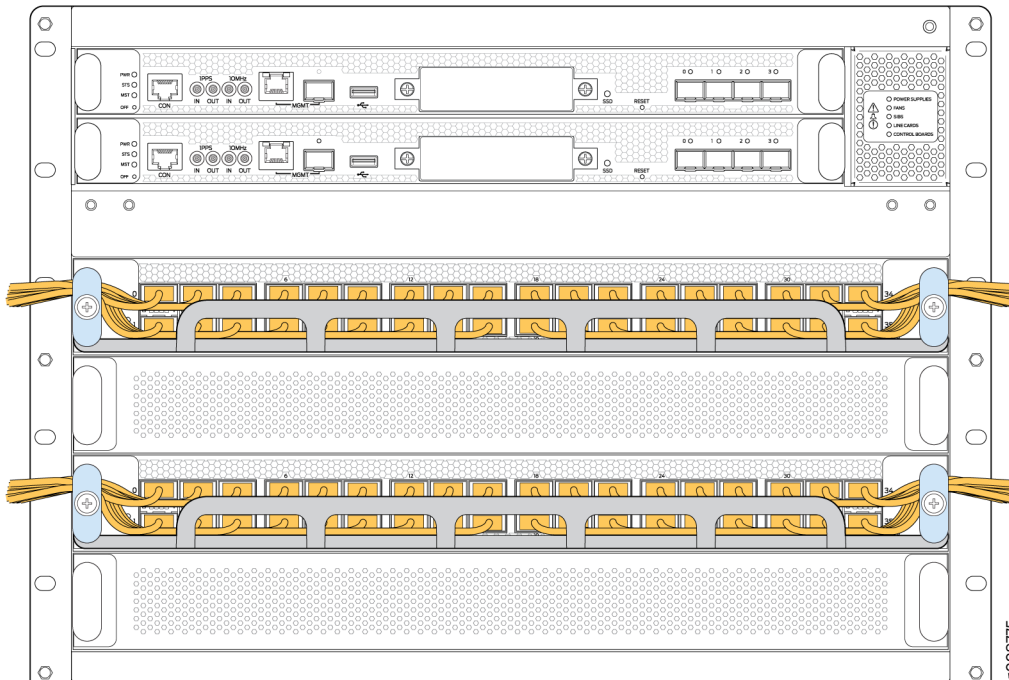 1PPS 10MHz
0 1 2 3
PWR
STS
MST
OFF
CON
IN OUT IN OUT
MGMT
SSD
RESET
POWER SUPPLIES
FANS
SIBS
LINE CARDS
CONTROL BOARDS
1PPS 10MHz
0 1 2 3
PWR
STS
MST
OFF
CON
IN OUT IN OUT
MGMT
SSD
RESET
6 12 18 24 30
0 34
6 12 18 24 30
0 34